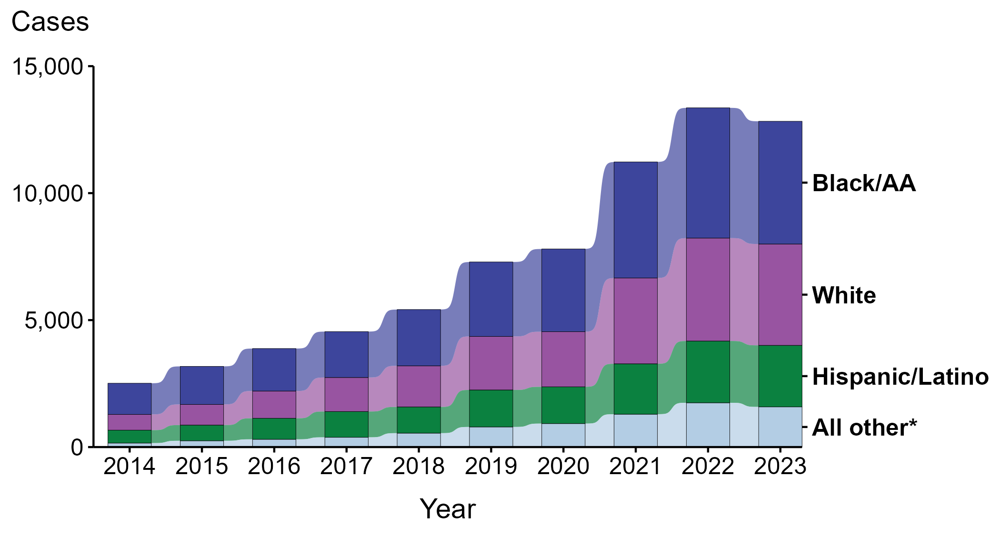 Cases
15,000
10,000
5,000
0
Black/AA
White
Hispanic/Latino
All other*
2014 2015 2016 2017 2018 2019 2020 2021 2022 2023
Year